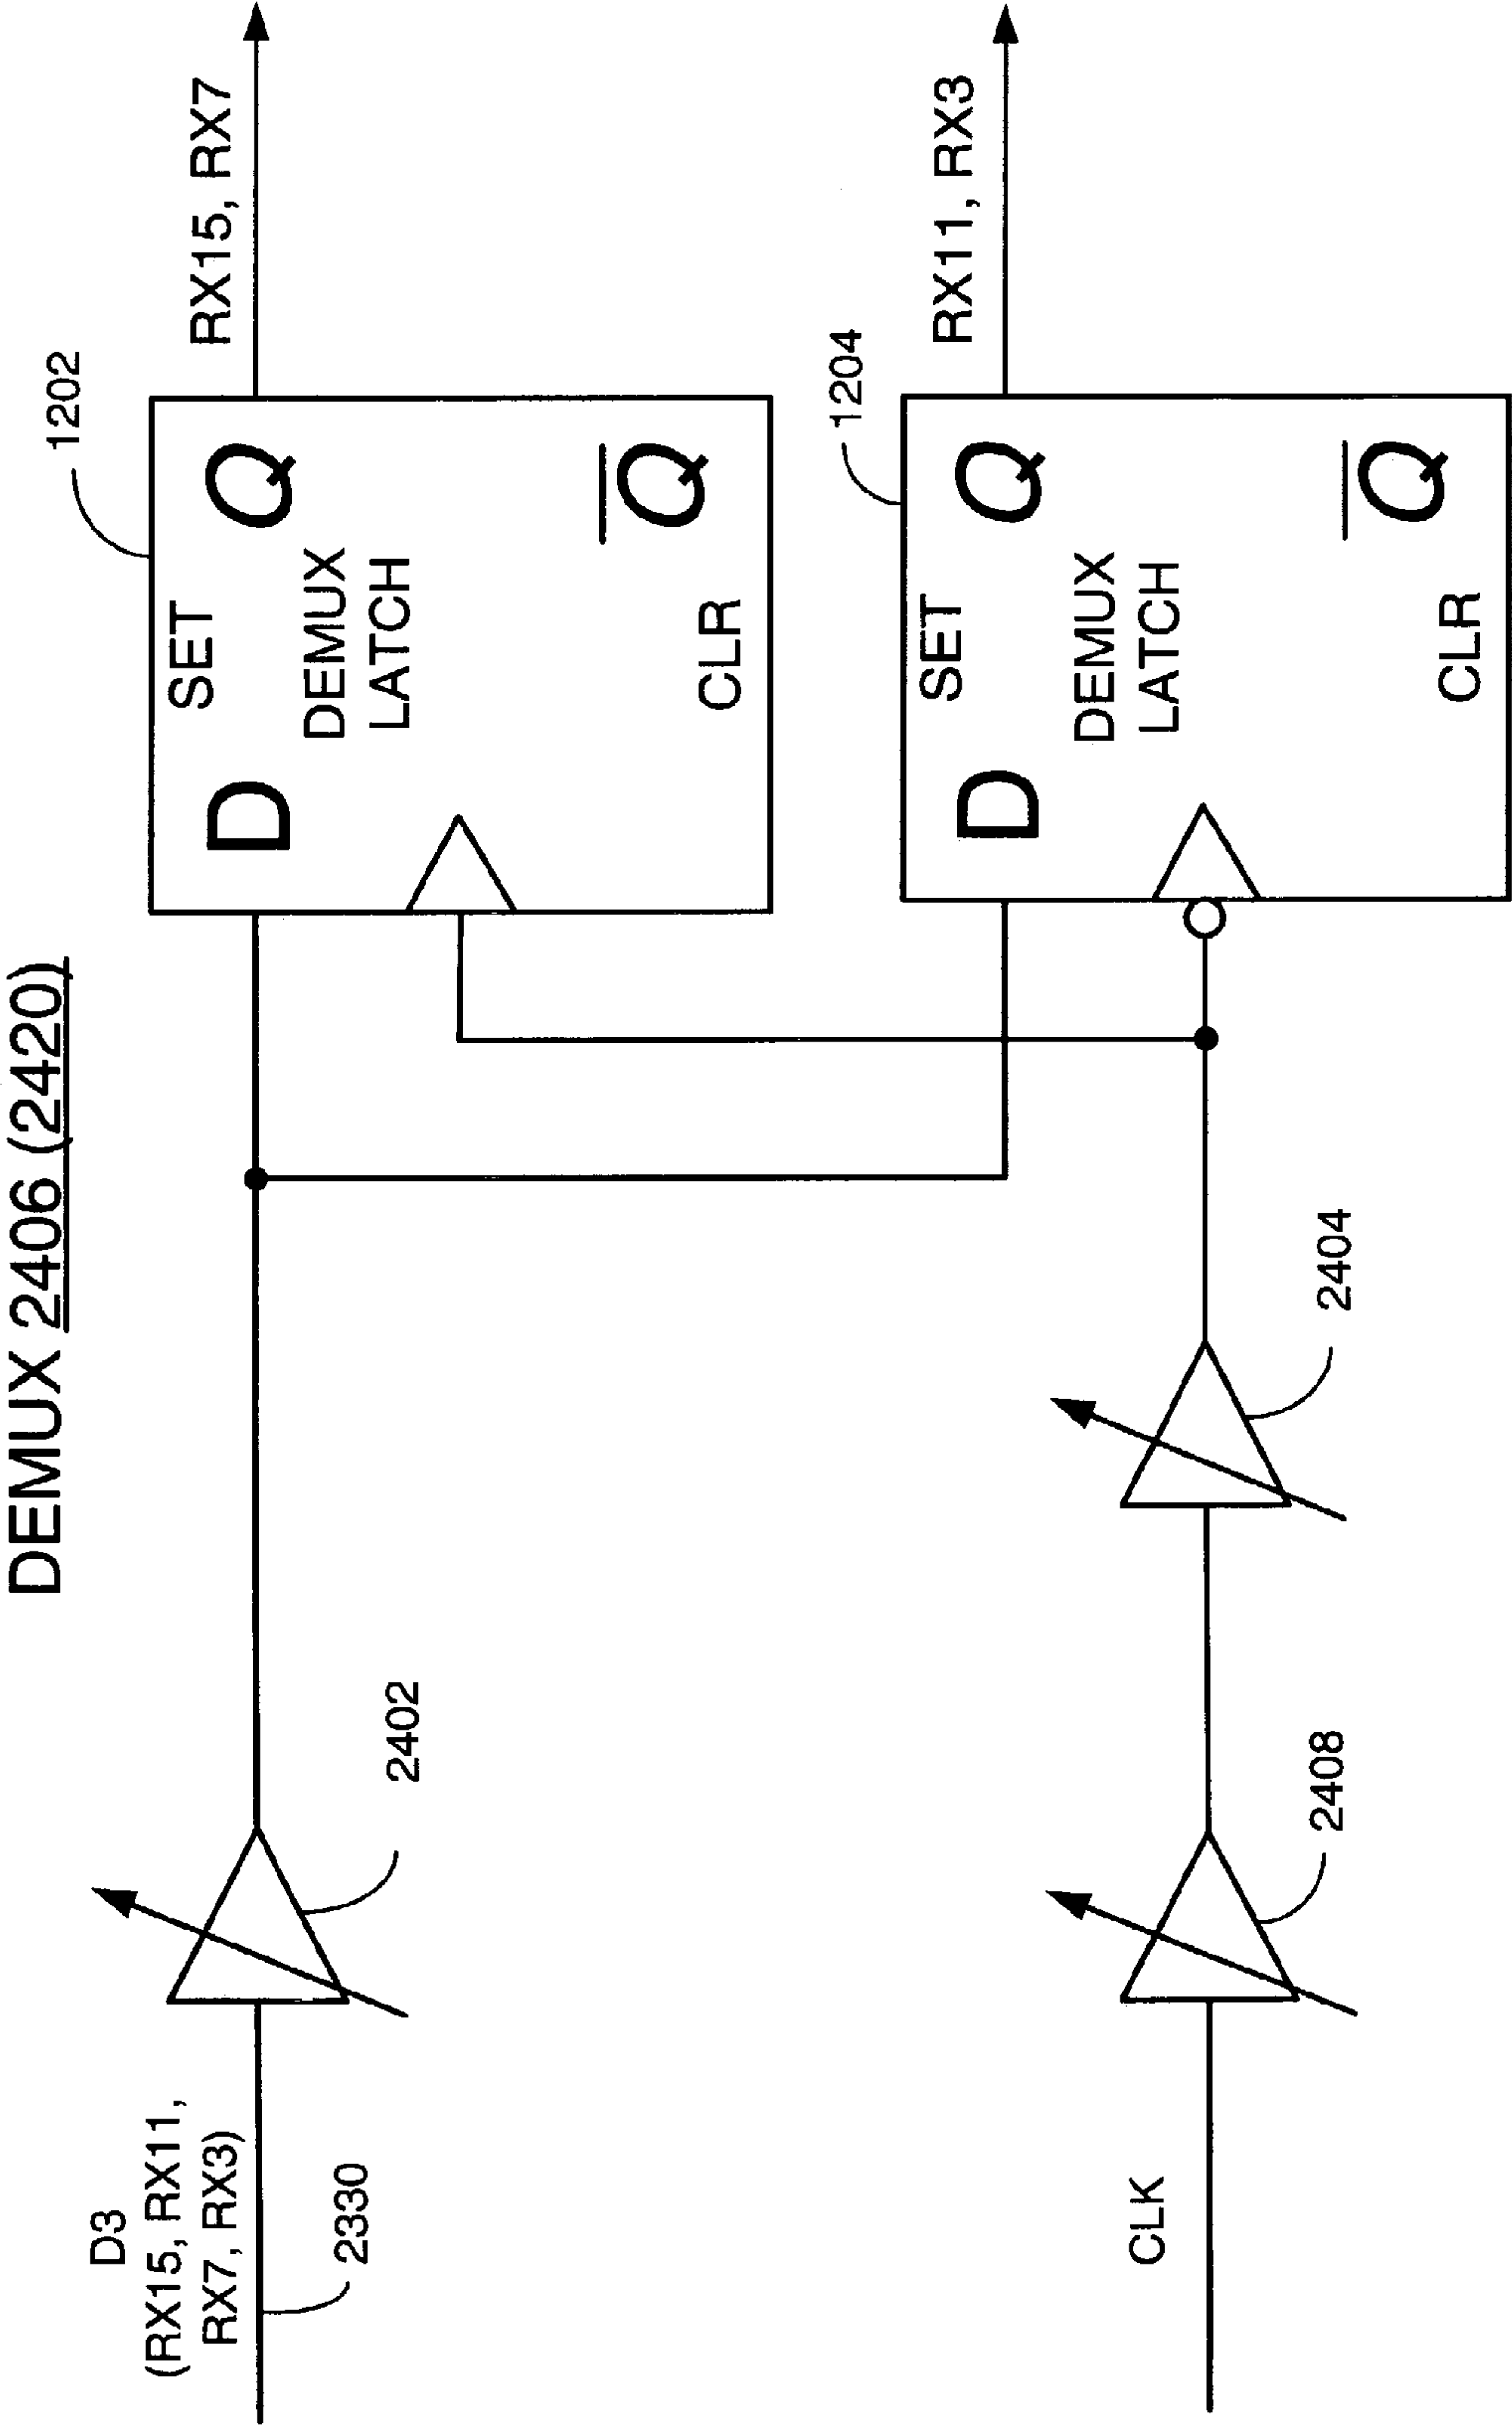 DEMUX 2406 (2420)
D3
(RX15, RX11,
RX7, RX3)
2330
2402
D
SET
Q
DEMUX
LATCH
Q
CLR
1202
RX15, RX7
CLK
2408
2404
D
SET
Q
DEMUX
LATCH
Q
CLR
1204
RX11, RX3